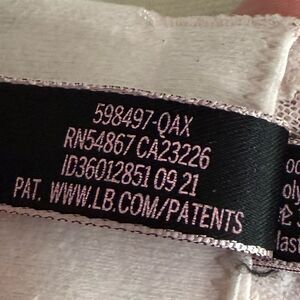 598497-QAX
RN54867 CA23226
ID36012851 09 21
PAT. WWW.LB.COM/PATENTS